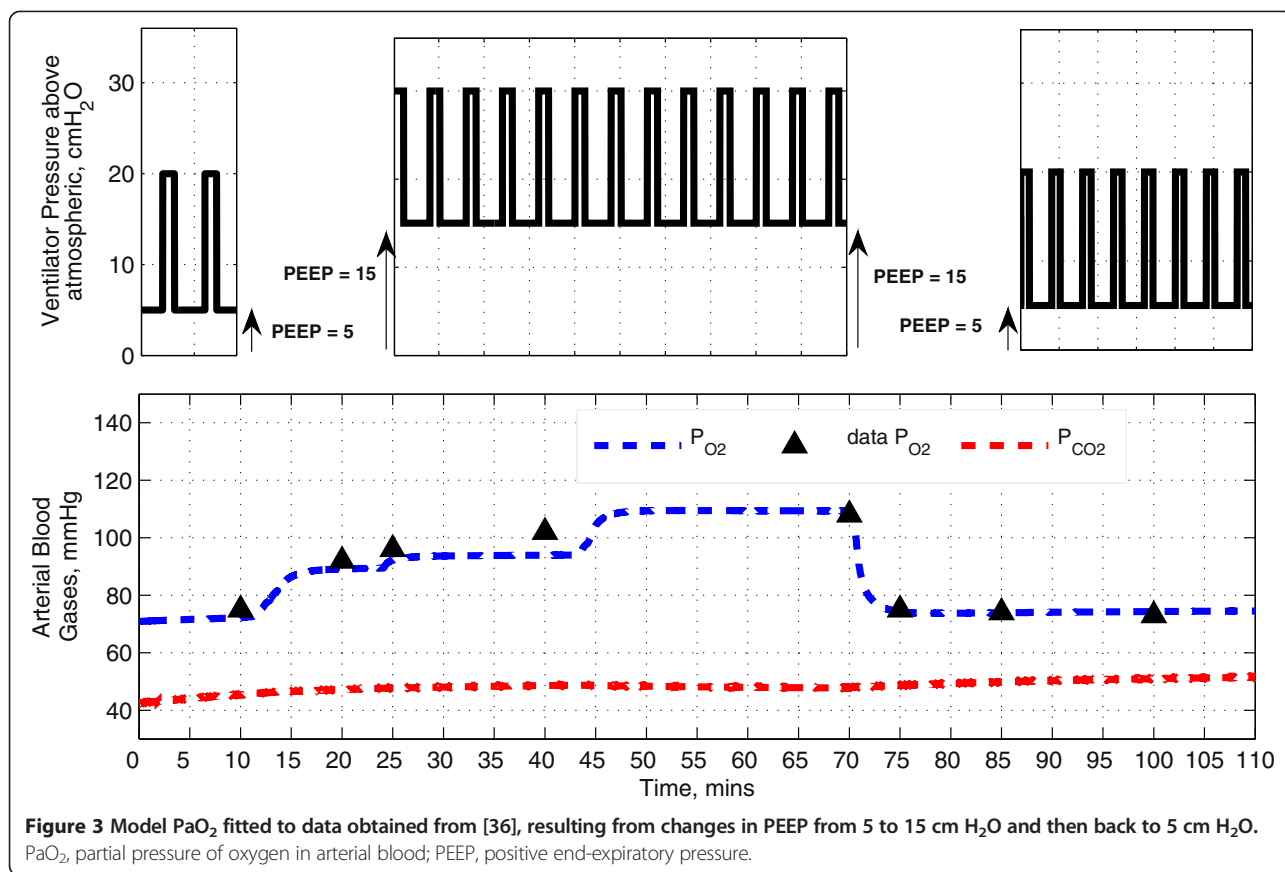 Ventilator Pressure above
atmospheric, cmH2O
30
20
10
0
PEEP = 5
PEEP = 15
PEEP = 15
PEEP = 5
Arterial Blood
Gases, mmHg
140
120
100
80
60
40
PO2
data PO2
PCO2
0 5 10 15 20 25 30 35 40 45 50 55 60 65 70 75 80 85 90 95 100 105 110
Time, mins
Figure 3 Model PaO2 fitted to data obtained from [36], resulting from changes in PEEP from 5 to 15 cm H2O and then back to 5 cm H2O.
PaO2, partial pressure of oxygen in arterial blood; PEEP, positive end-expiratory pressure.